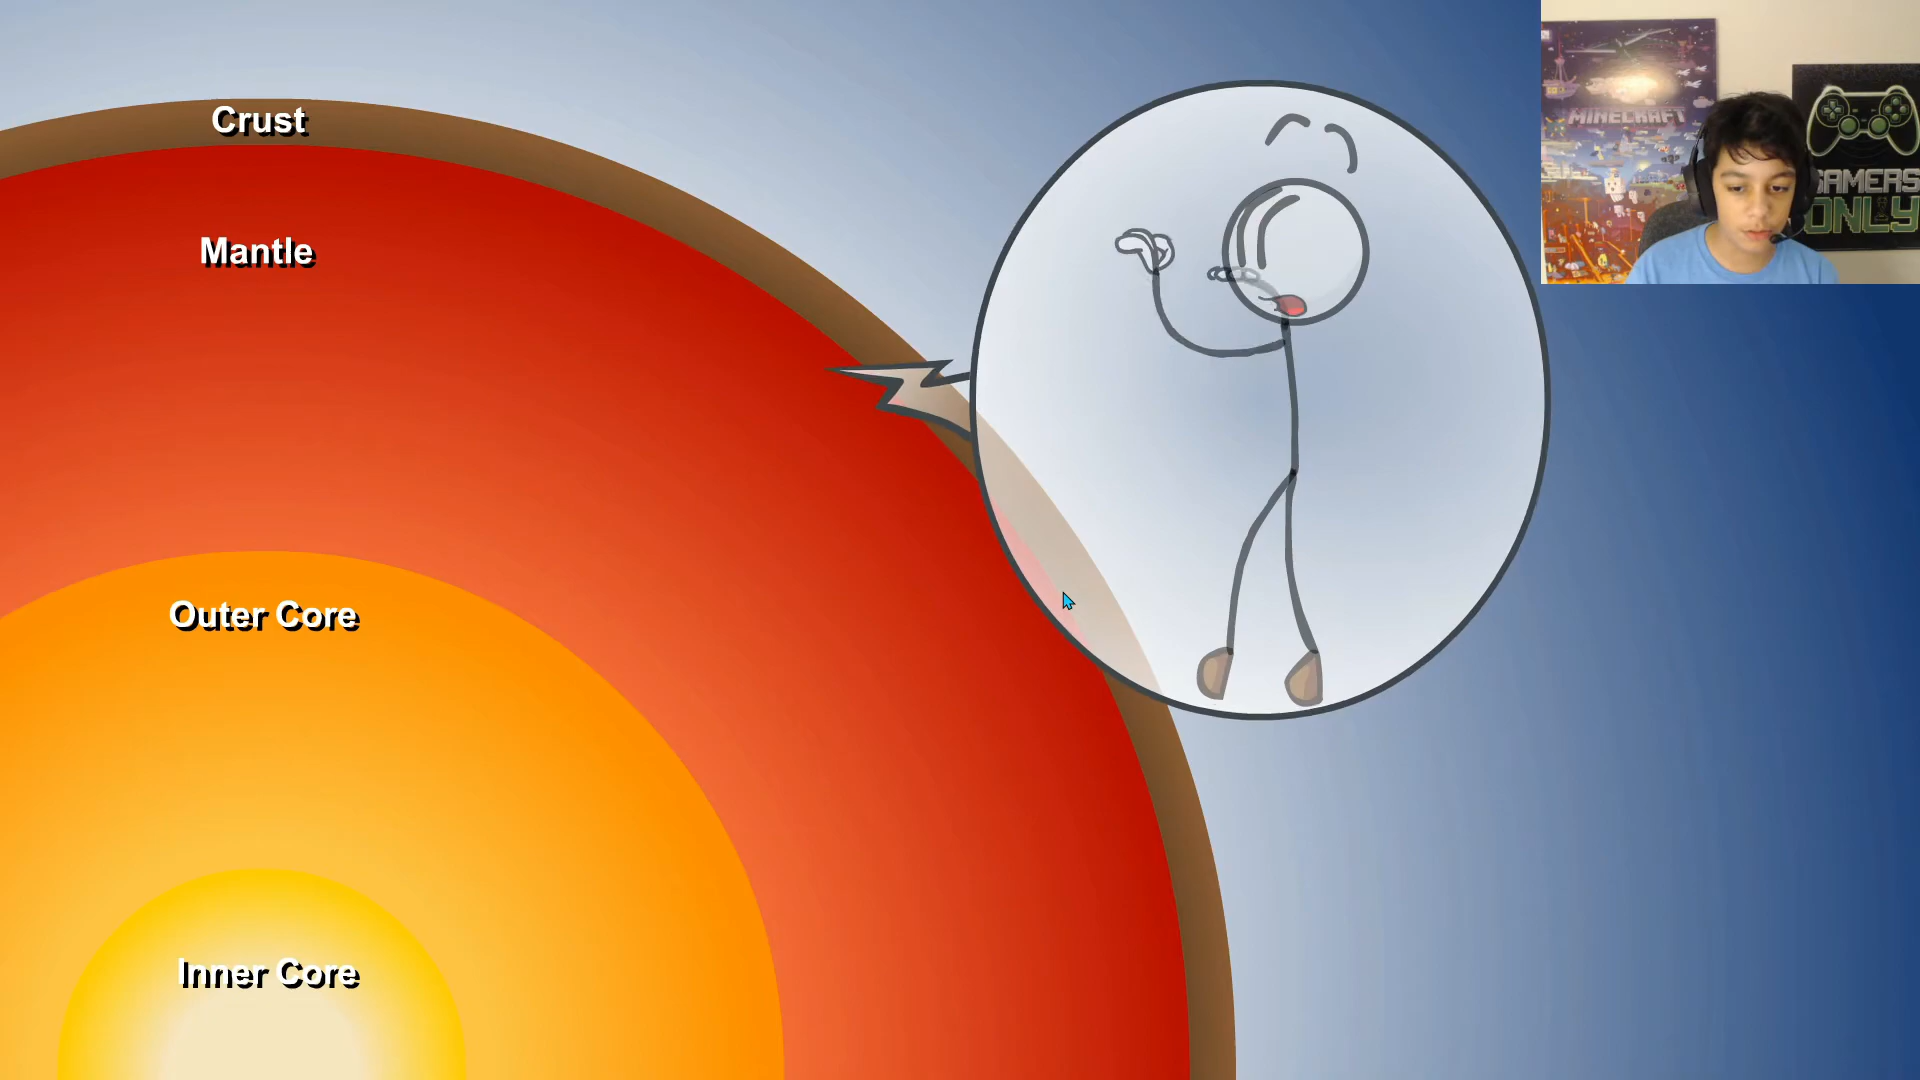 Crust
Mantle
Outer Core
Inner Core
MINECRAFT
GAMERS
ONLY